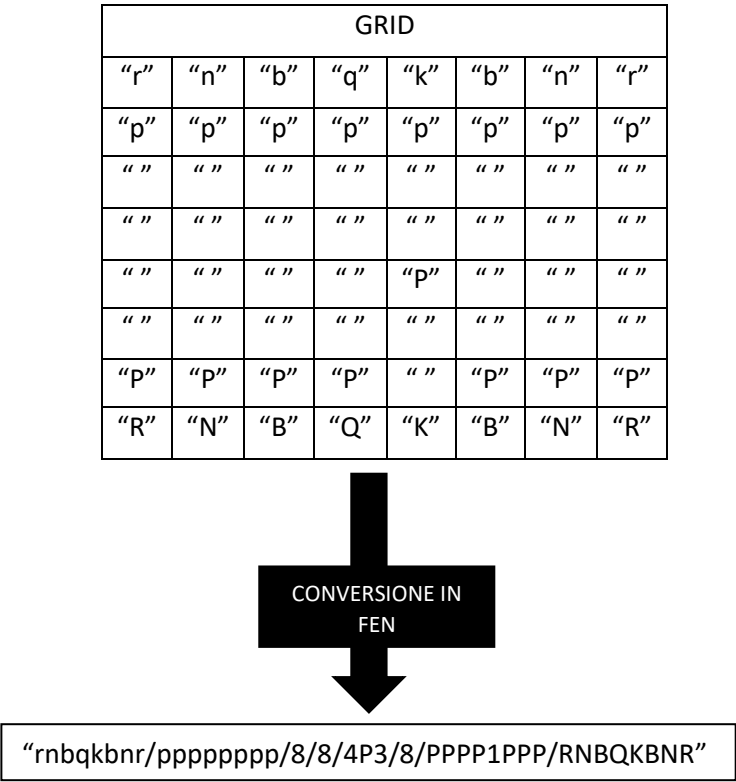 GRID
“r” “n” “b” “q” “k” “b” “n” “r”
“p” “p” “p” “p” “p” “p” “p” “p”
“ ” “ ” “ ” “ ” “ ” “ ” “ ” “ ”
“ ” “ ” “ ” “ ” “ ” “ ” “ ” “ ”
“ ” “ ” “ ” “ ” “P” “ ” “ ” “ ”
“ ” “ ” “ ” “ ” “ ” “ ” “ ” “ ”
“P” “P” “P” “P” “ ” “P” “P” “P”
“R” “N” “B” “Q” “K” “B” “N” “R”
CONVERSIONE IN
FEN
“rnbqkbnr/pppppppp/8/8/4P3/8/PPPP1PPP/RNBQKBNR”